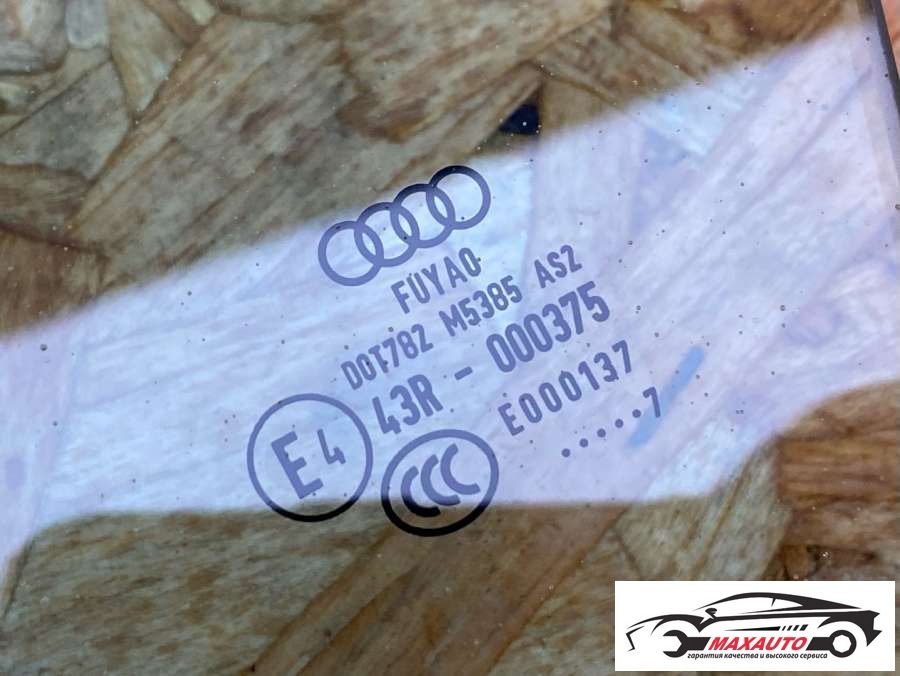 FUYAO
DOT782 M5385 AS2
43R - 000375
E4
CCC
E000137
.....7
MAXAUTO
гарантия качества и высокого сервиса